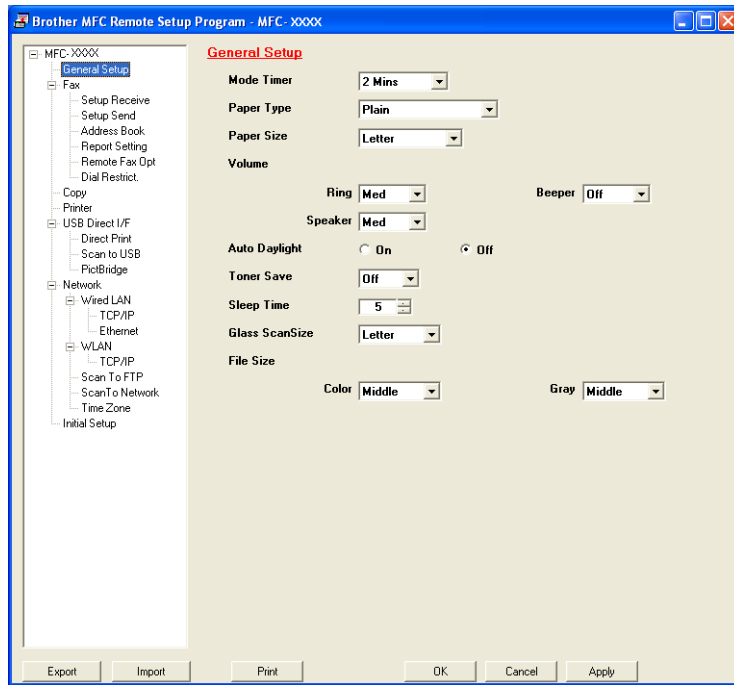 Brother MFC Remote Setup Program - MFC- XXXX
MFC- XXXX
General Setup
Fax
Setup Receive
Setup Send
Address Book
Report Setting
Remote Fax Opt
Dial Restrict.
Copy
Printer
USB Direct I/F
Direct Print
Scan to USB
PictBridge
Network
Wired LAN
TCP/IP
Ethernet
WLAN
TCP/IP
Scan To FTP
ScanTo Network
Time Zone
Initial Setup
General Setup
Mode Timer 2 Mins
Paper Type Plain
Paper Size Letter
Volume
Ring Med Beeper Off
Speaker Med
Auto Daylight On Off
Toner Save Off
Sleep Time 5
Glass ScanSize Letter
File Size
Color Middle Gray Middle
Export Import Print OK Cancel Apply